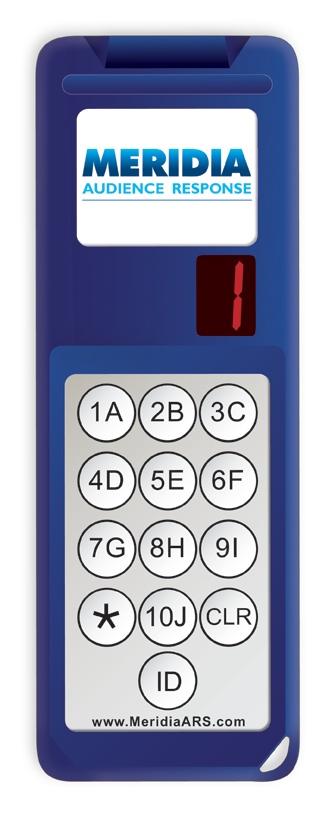 MERIDIA
AUDIENCE RESPONSE
1
1A 2B 3C
4D 5E 6F
7G 8H 9I
* 10J CLR
ID
www.MeridiaARS.com